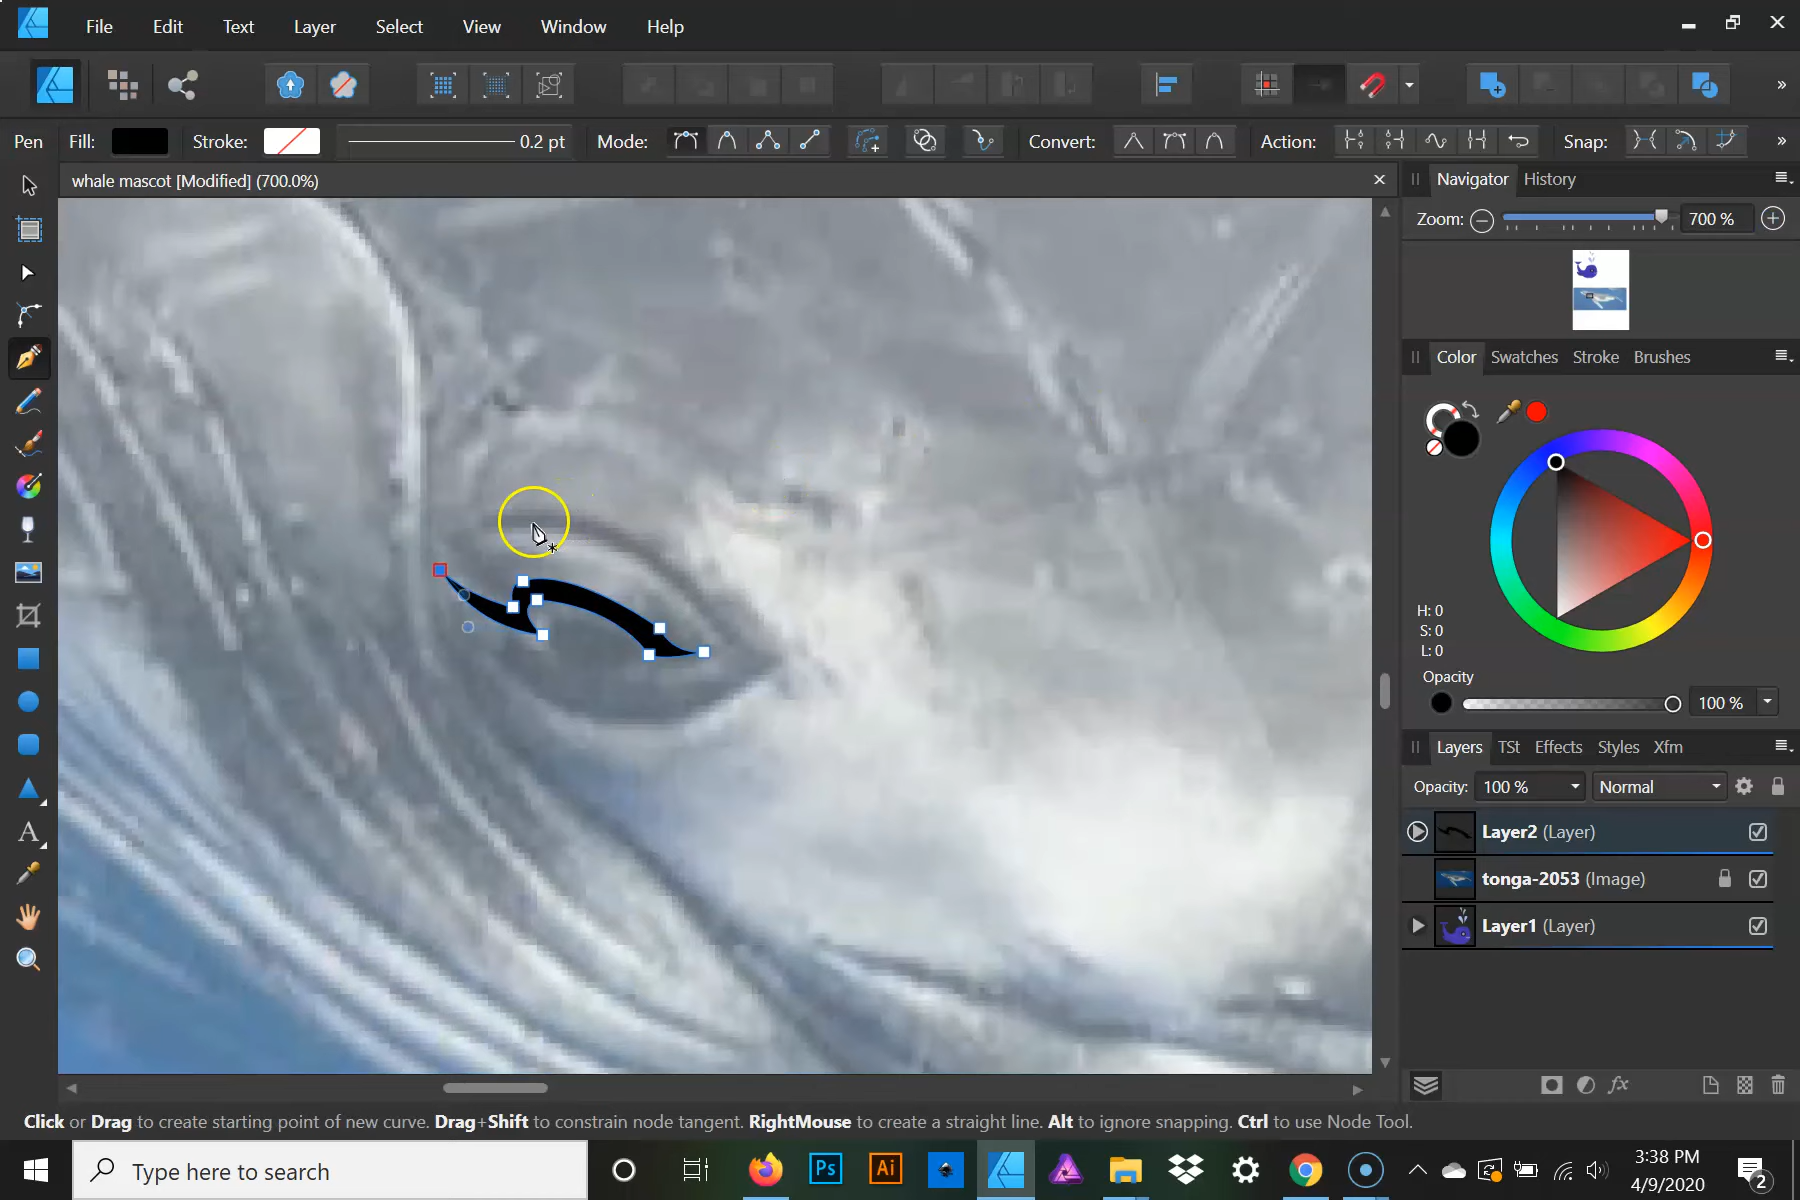 File Edit Text Layer Select View Window Help
Pen Fill: Stroke: 0.2 pt Mode: Convert: Action: Snap:
whale mascot [Modified] (700.0%)
Navigator History
Zoom: 700 %
Color Swatches Stroke Brushes
H: 0
S: 0
L: 0
Opacity
100 %
Layers TSt Effects Styles Xfm
Opacity: 100 % Normal
Layer2 (Layer)
tonga-2053 (Image)
Layer1 (Layer)
Click or Drag to create starting point of new curve. Drag+Shift to constrain node tangent. RightMouse to create a straight line. Alt to ignore snapping. Ctrl to use Node Tool.
Type here to search
Ps Ai
3:38 PM
4/9/2020
2